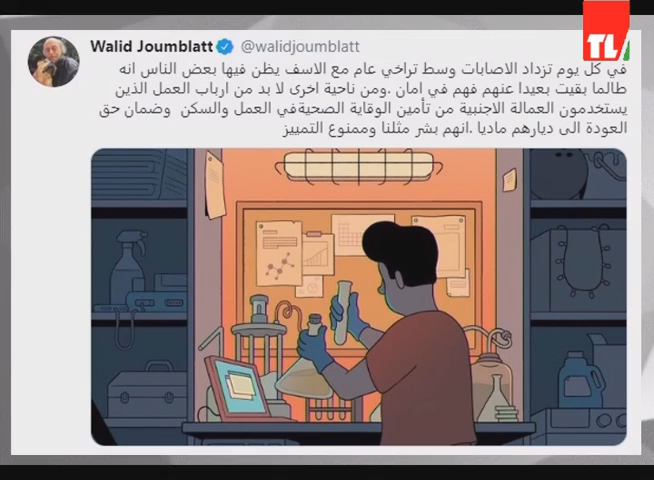 TL
Walid Joumblatt @walidjoumblatt
في كل يوم تزداد الاصابات وسط تراخي عام مع الاسف يظن فيها بعض الناس انه
طالما بقيت بعيدا عنهم فهم في امان .ومن ناحية اخرى لا بد من ارباب العمل الذين
يستخدمون العمالة الاجنبية من تأمين الوقاية الصحيةفي العمل والسكن وضمان حق
العودة الى ديارهم ماديا .انهم بشر مثلنا وممنوع التمييز